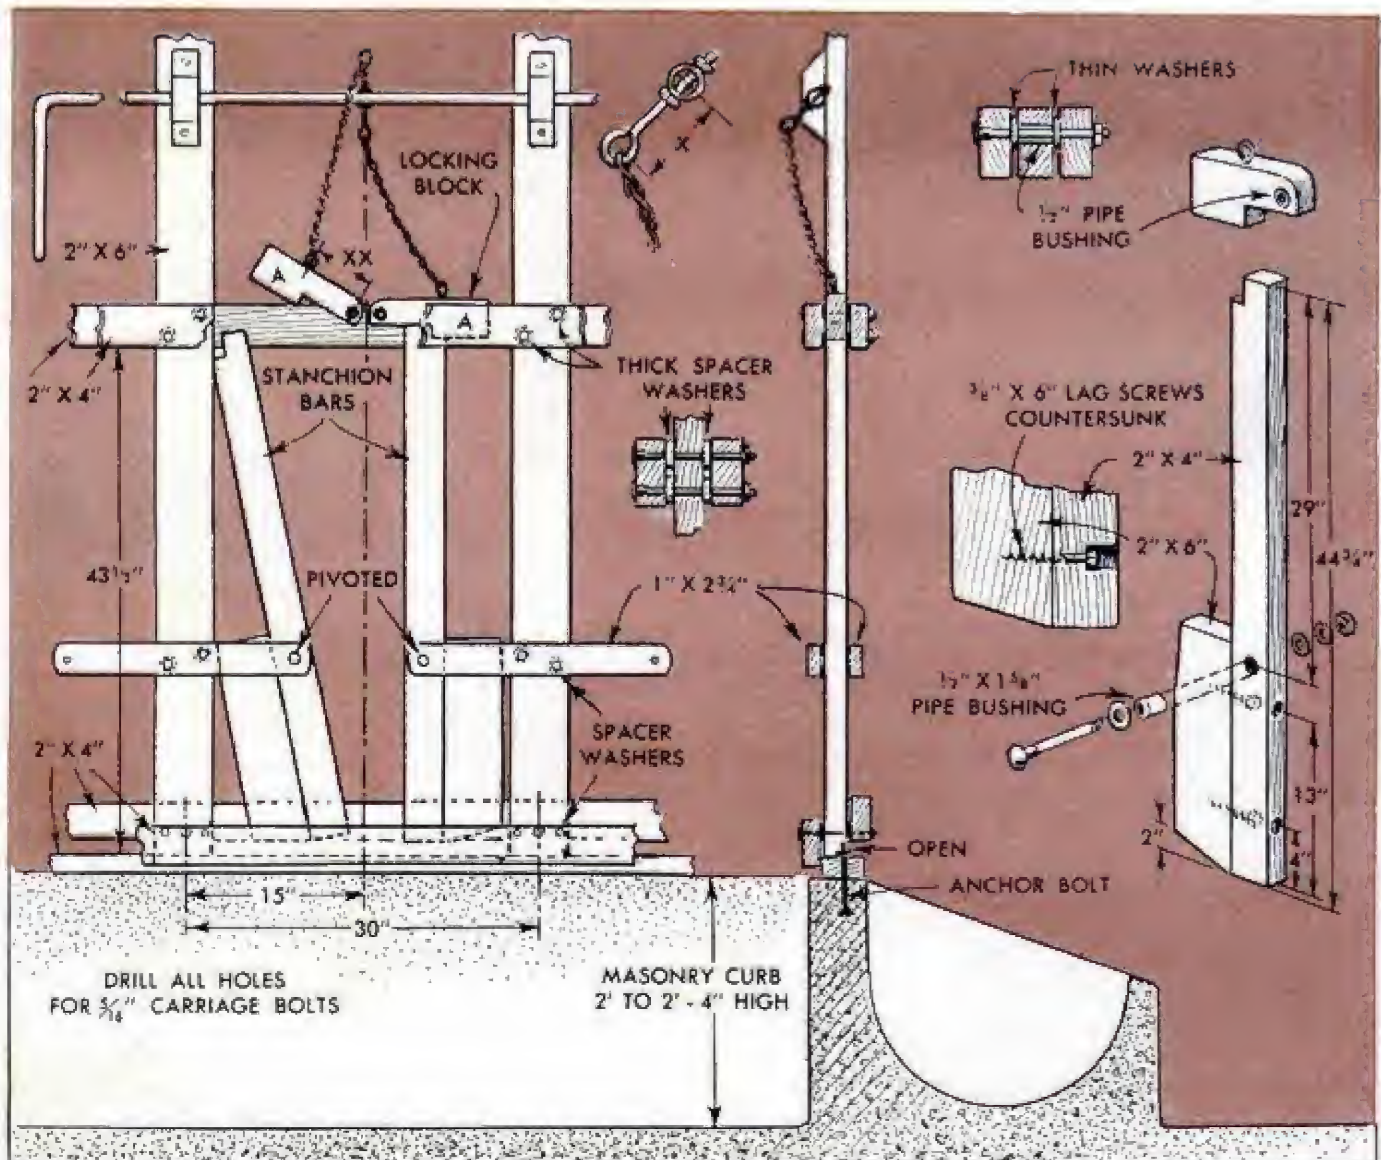 THIN WASHERS
X
LOCKING
BLOCK
1/2" PIPE
BUSHING
2" X 6"
XX
A
A
2" X 4"
STANCHION
BARS
THICK SPACER
WASHERS
3/8" X 6" LAG SCREWS
COUNTERSUNK
2" X 4"
29"
2" X 6"
44 3/4"
43 1/2"
PIVOTED
1" X 2 3/4"
1/2" X 1 5/8"
PIPE BUSHING
SPACER
WASHERS
2" X 4"
13"
2"
4"
OPEN
ANCHOR BOLT
15"
30"
DRILL ALL HOLES
FOR 5/16" CARRIAGE BOLTS
MASONRY CURB
2' TO 2' - 4" HIGH